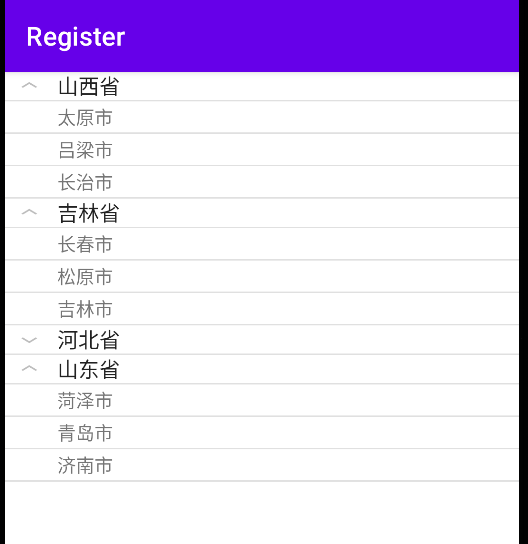 Register
山西省
太原市
吕梁市
长治市
吉林省
长春市
松原市
吉林市
河北省
山东省
菏泽市
青岛市
济南市